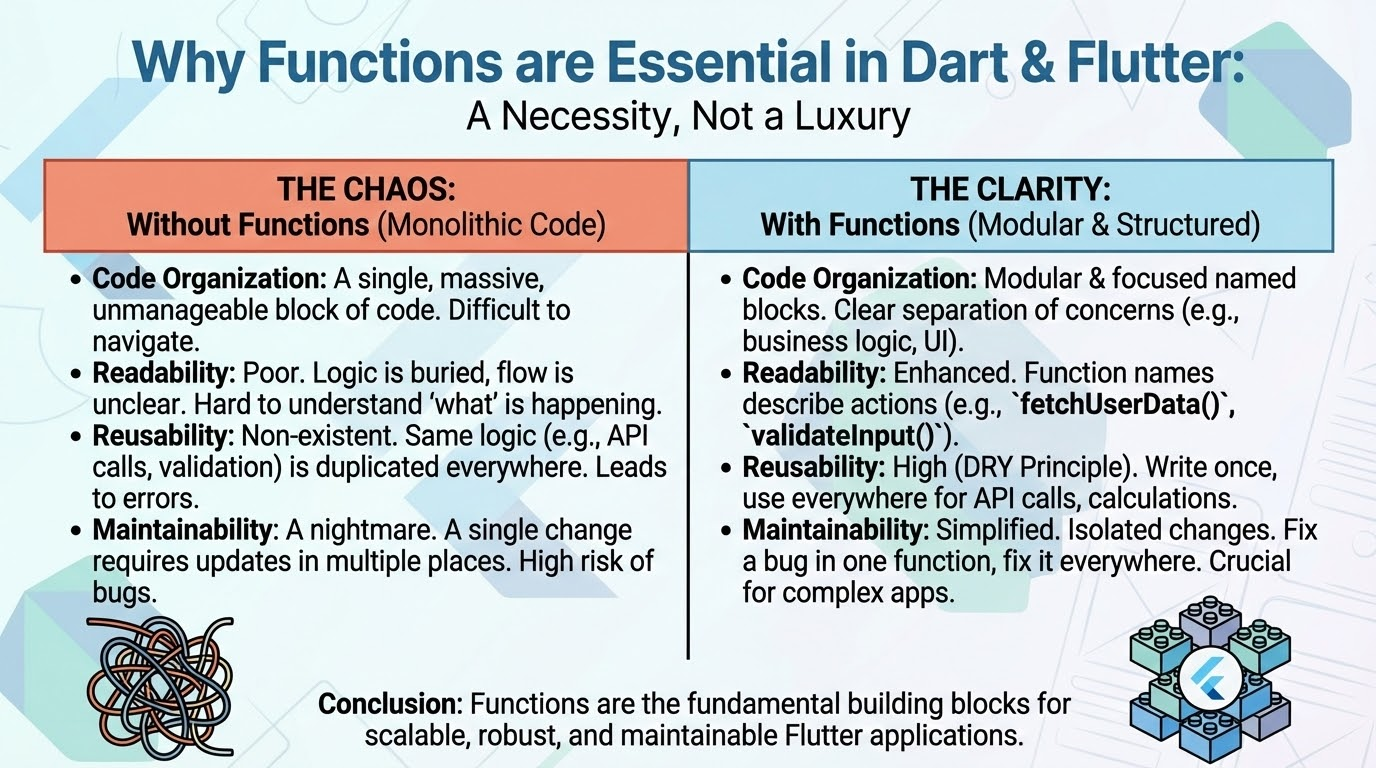 Why Functions are Essential in Dart & Flutter:
A Necessity, Not a Luxury
THE CHAOS:
Without Functions (Monolithic Code)
• Code Organization: A single, massive,
unmanageable block of code. Difficult to
navigate.
• Readability: Poor. Logic is buried, flow is
unclear. Hard to understand ‘what’ is happening.
• Reusability: Non-existent. Same logic (e.g., API
calls, validation) is duplicated everywhere. Leads
to errors.
• Maintainability: A nightmare. A single change
requires updates in multiple places. High risk of
bugs.
THE CLARITY:
With Functions (Modular & Structured)
• Code Organization: Modular & focused named
blocks. Clear separation of concerns (e.g.,
business logic, UI).
• Readability: Enhanced. Function names
describe actions (e.g., `fetchUserData()`,
`validateInput()`).
• Reusability: High (DRY Principle). Write once,
use everywhere for API calls, calculations.
• Maintainability: Simplified. Isolated changes. Fix
a bug in one function, fix it everywhere. Crucial
for complex apps.
Conclusion: Functions are the fundamental building blocks for
scalable, robust, and maintainable Flutter applications.